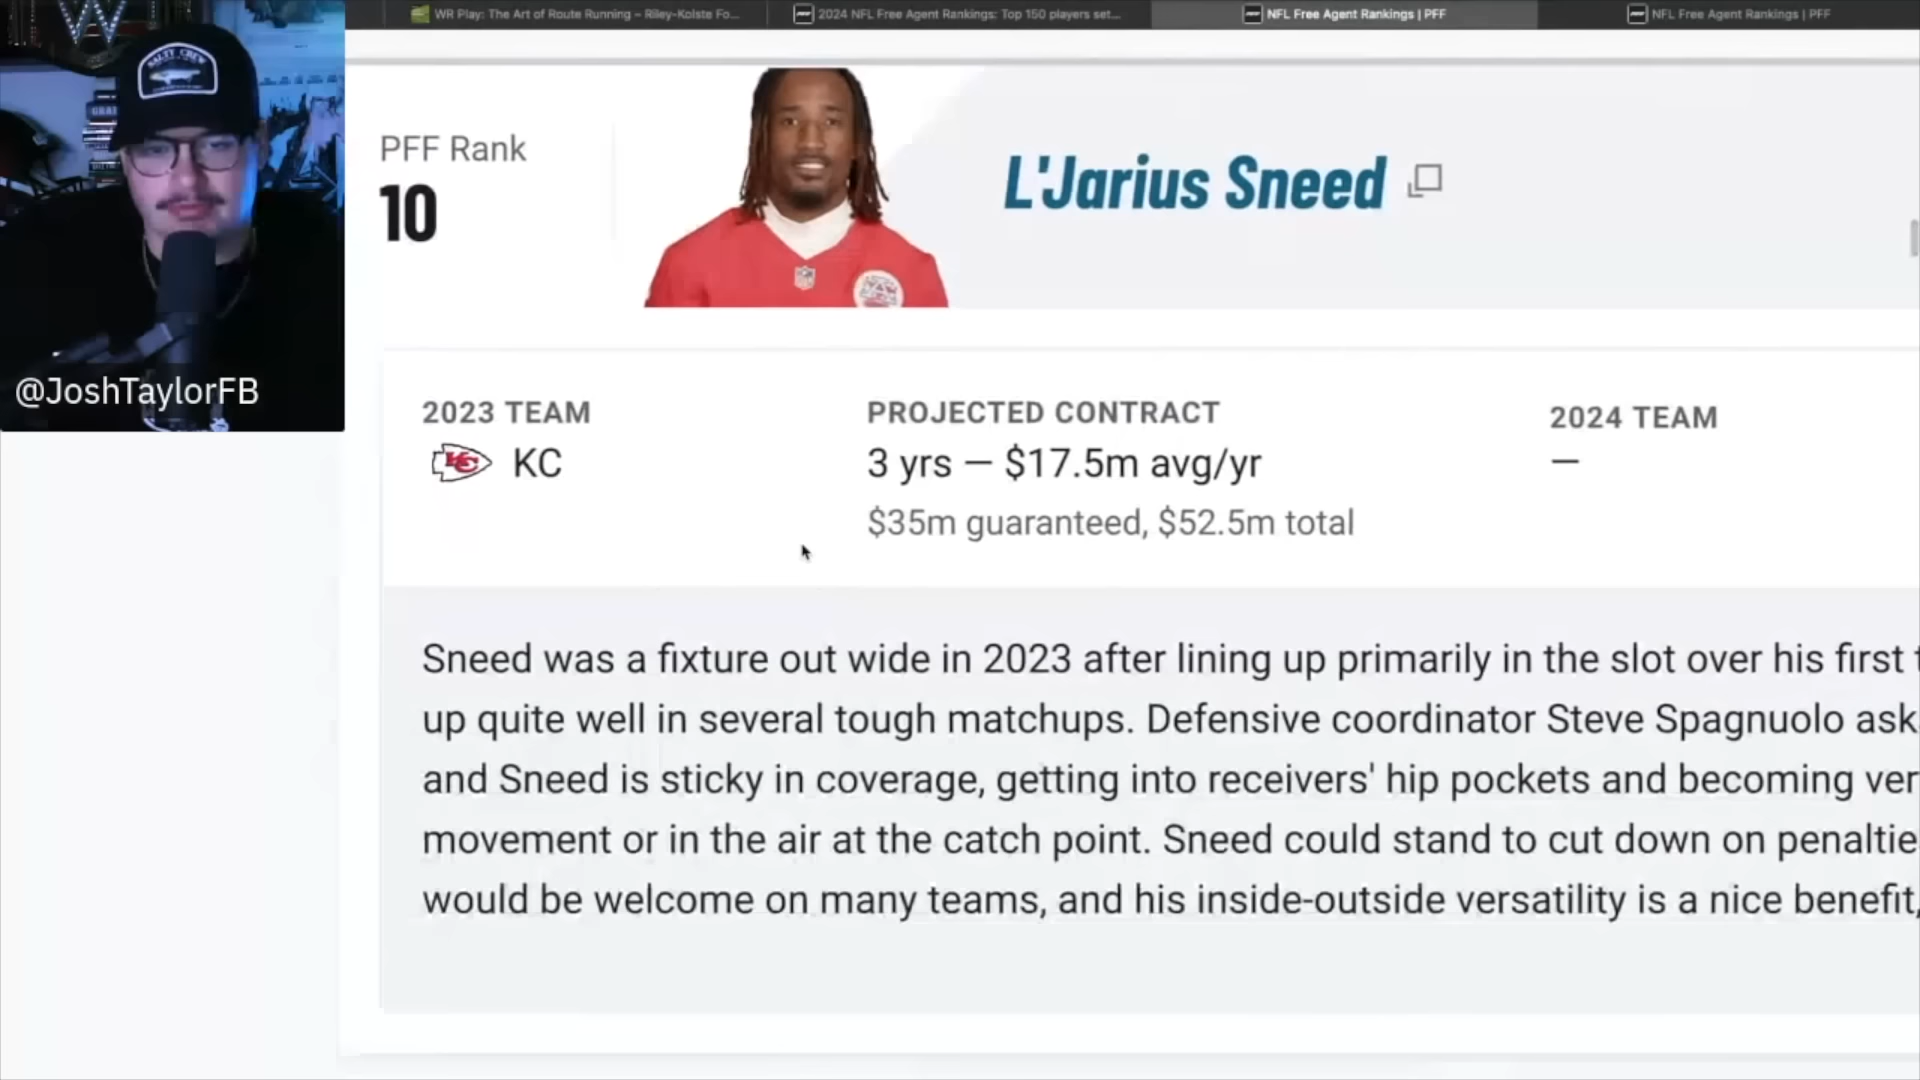 WR Play: The Art of Route Running – Riley-Kolste Fo...
2024 NFL Free Agent Rankings: Top 150 players set...
NFL Free Agent Rankings | PFF
NFL Free Agent Rankings | PFF
SALTY CREW
@JoshTaylorFB
PFF Rank
10
L'Jarius Sneed
2023 TEAM
KC
PROJECTED CONTRACT
3 yrs — $17.5m avg/yr
$35m guaranteed, $52.5m total
2024 TEAM
—
Sneed was a fixture out wide in 2023 after lining up primarily in the slot over his first
up quite well in several tough matchups. Defensive coordinator Steve Spagnuolo ask
and Sneed is sticky in coverage, getting into receivers' hip pockets and becoming ver
movement or in the air at the catch point. Sneed could stand to cut down on penaltie
would be welcome on many teams, and his inside-outside versatility is a nice benefit,